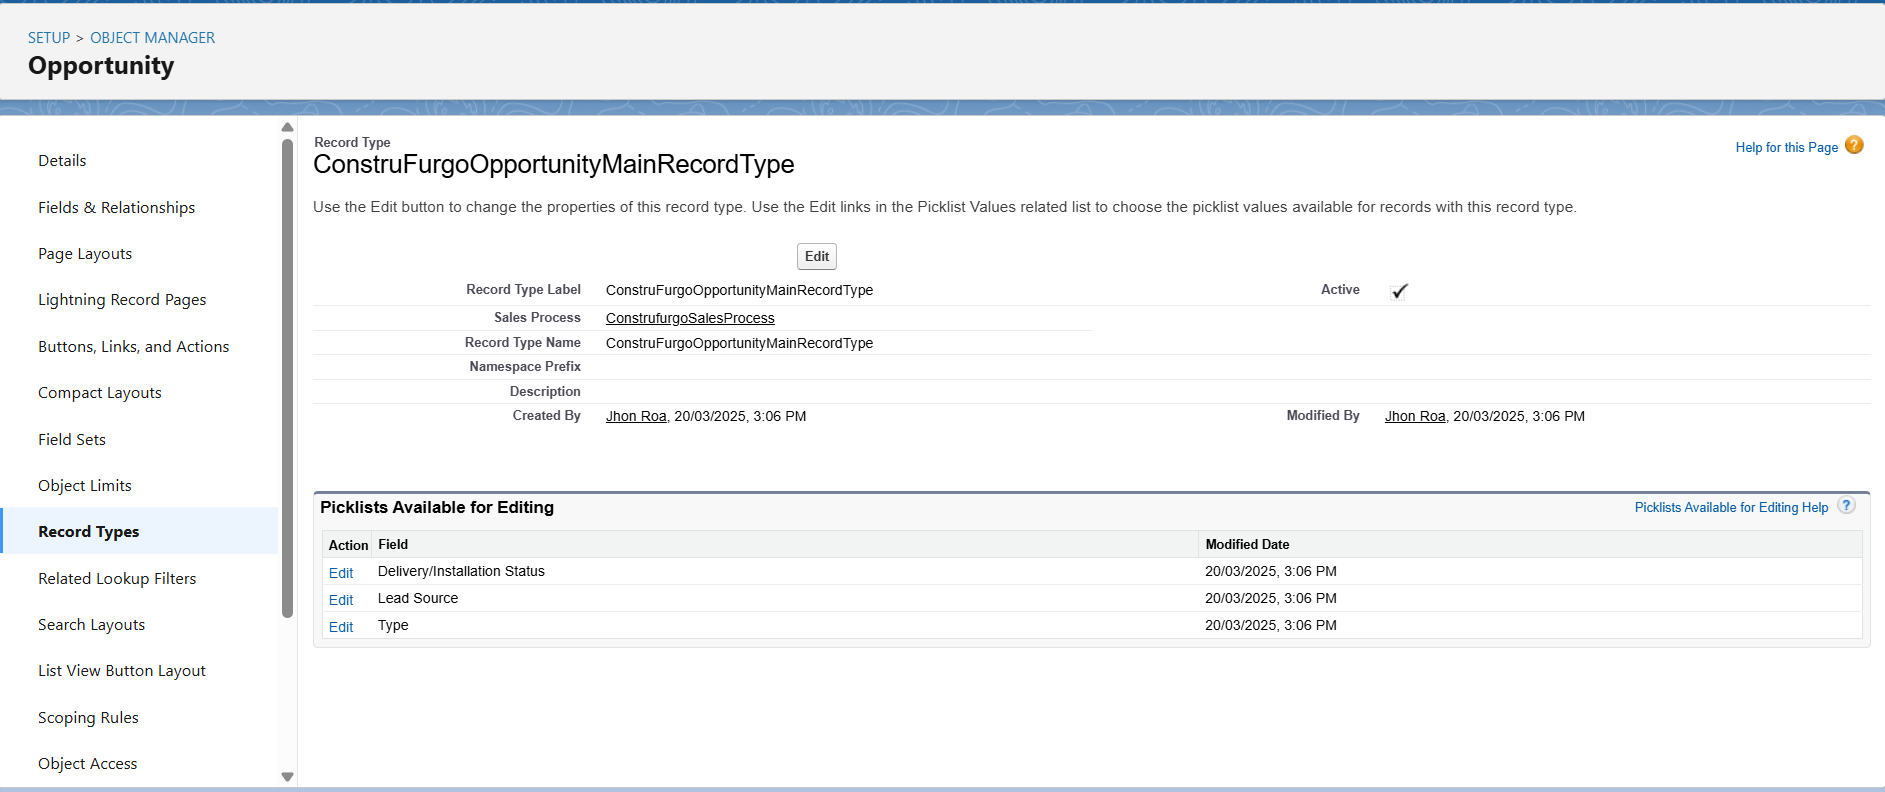 SETUP > OBJECT MANAGER
Opportunity
Details
Fields & Relationships
Page Layouts
Lightning Record Pages
Buttons, Links, and Actions
Compact Layouts
Field Sets
Object Limits
Record Types
Related Lookup Filters
Search Layouts
List View Button Layout
Scoping Rules
Object Access
Record Type
ConstruFurgoOpportunityMainRecordType
Help for this Page ?
Use the Edit button to change the properties of this record type. Use the Edit links in the Picklist Values related list to choose the picklist values available for records with this record type.
Edit
Record Type Label ConstruFurgoOpportunityMainRecordType Active
Sales Process ConstrufurgoSalesProcess
Record Type Name ConstruFurgoOpportunityMainRecordType
Namespace Prefix
Description
Created By Jhon Roa, 20/03/2025, 3:06 PM Modified By Jhon Roa, 20/03/2025, 3:06 PM
Picklists Available for Editing Picklists Available for Editing Help ?
Action Field Modified Date
Edit Delivery/Installation Status 20/03/2025, 3:06 PM
Edit Lead Source 20/03/2025, 3:06 PM
Edit Type 20/03/2025, 3:06 PM